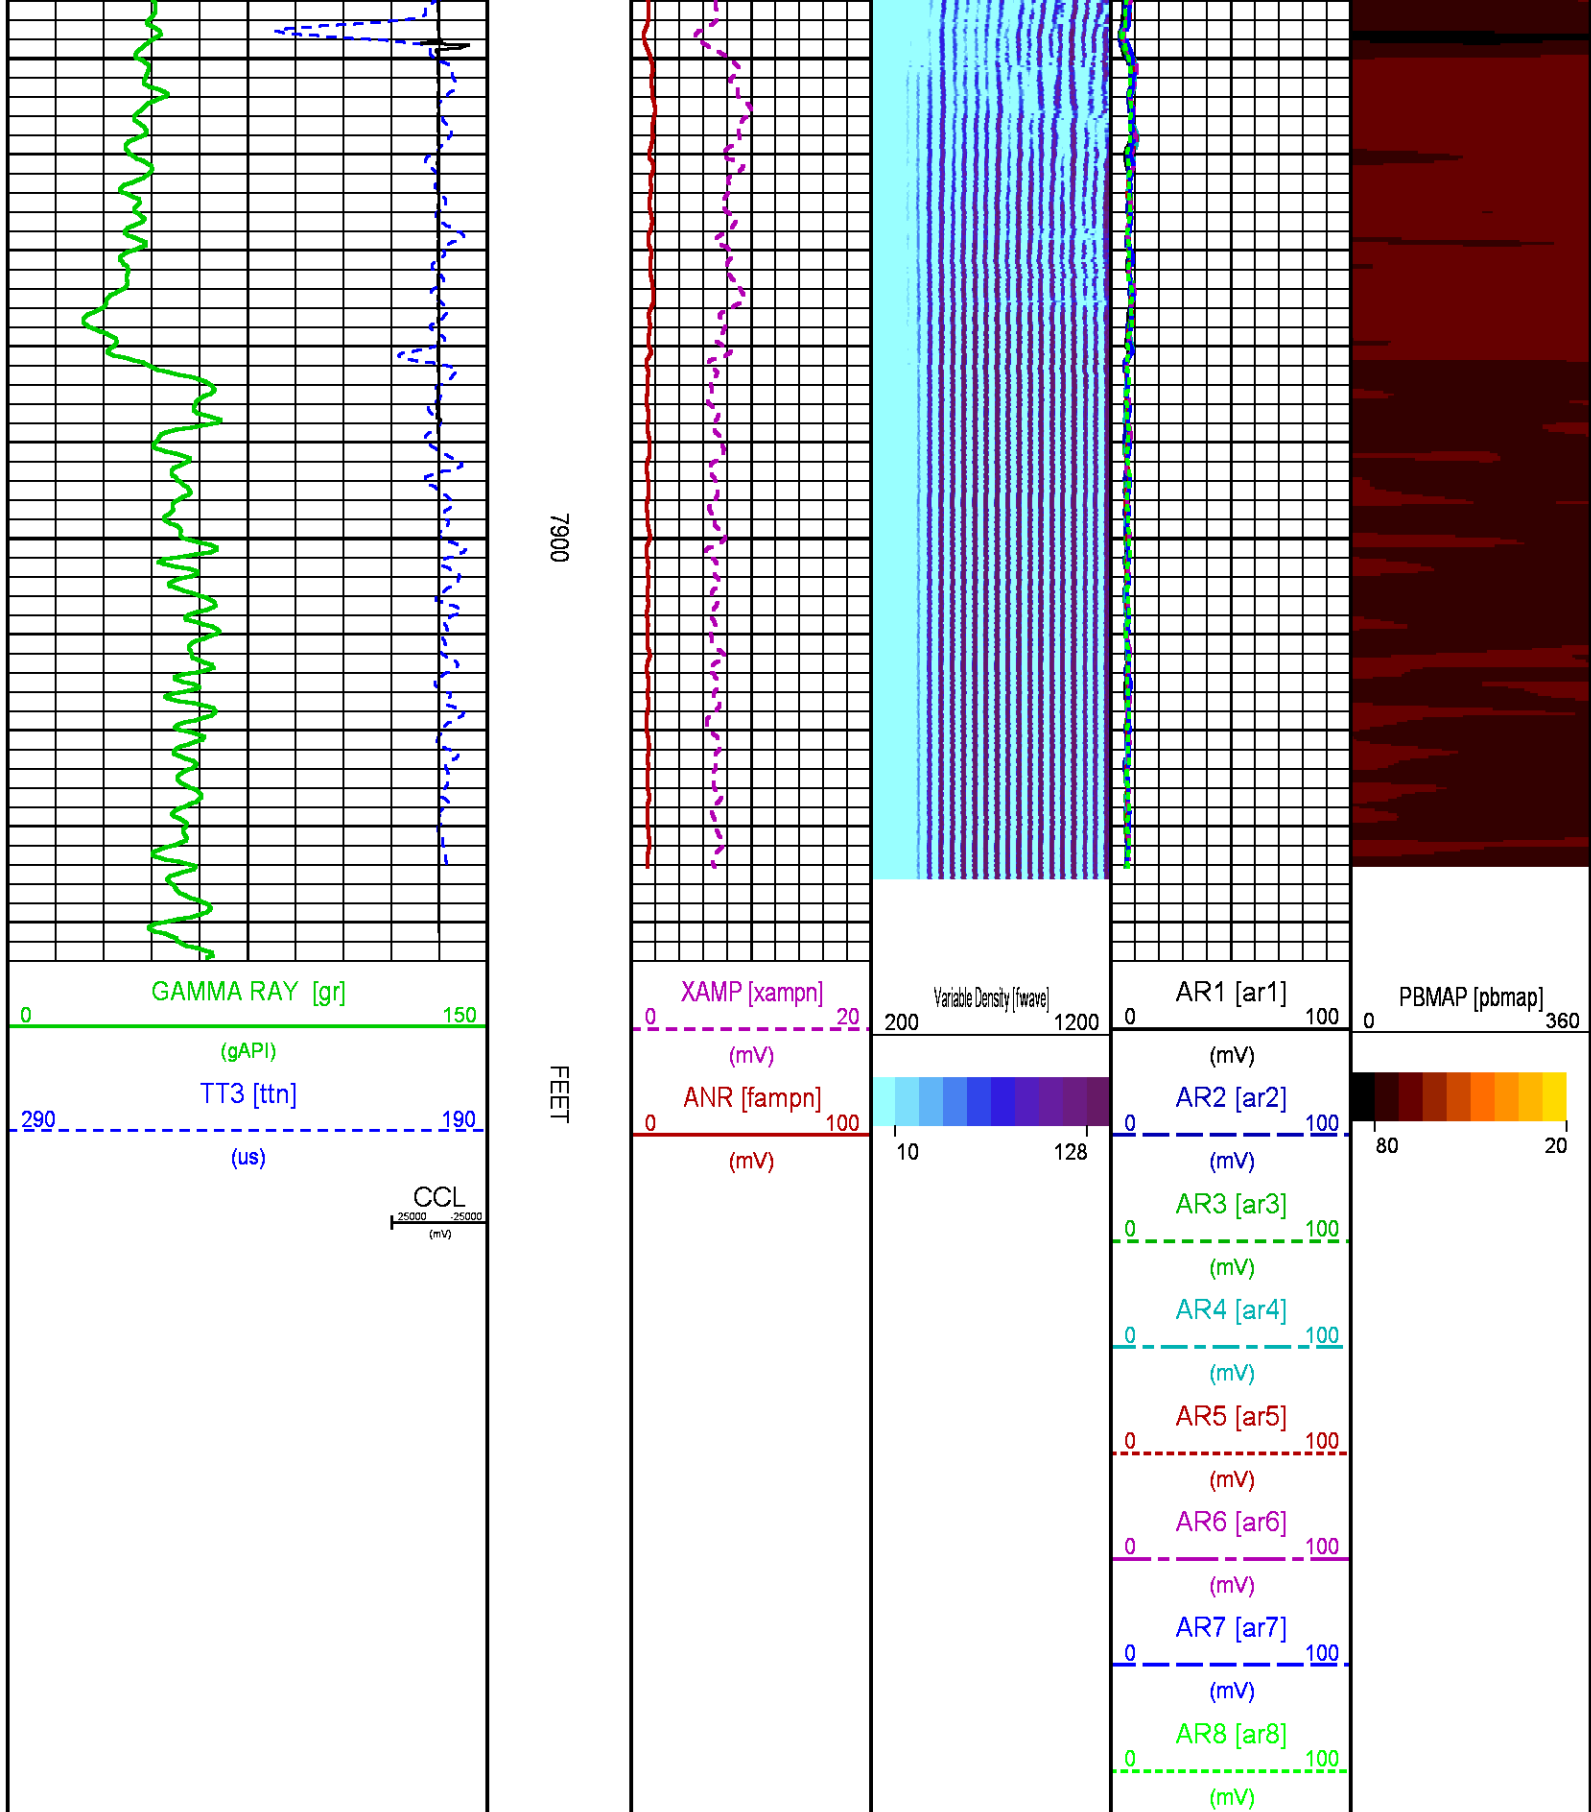 7900
FEET
GAMMA RAY [gr]
0 150
(gAPI)
TT3 [ttn]
290 190
(us)
CCL
25000 -25000
(mV)
XAMP [xampn]
0 20
(mV)
ANR [fampn]
0 100
(mV)
Variable Density [fwave]
200 1200
10 128
AR1 [ar1]
0 100
(mV)
AR2 [ar2]
0 100
(mV)
AR3 [ar3]
0 100
(mV)
AR4 [ar4]
0 100
(mV)
AR5 [ar5]
0 100
(mV)
AR6 [ar6]
0 100
(mV)
AR7 [ar7]
0 100
(mV)
AR8 [ar8]
0 100
(mV)
PBMAP [pbmap]
0 360
80 20